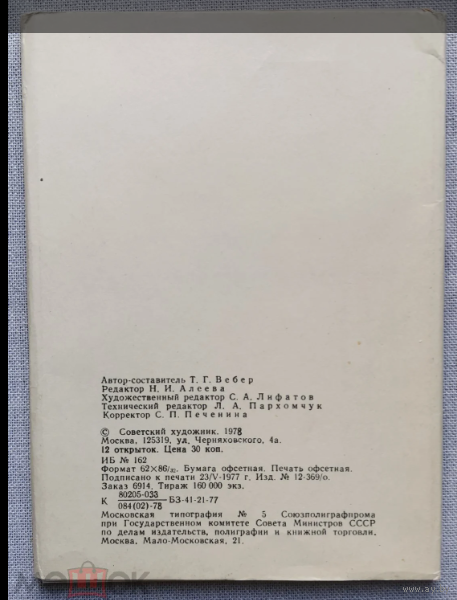 Автор-составитель Т. Г. Вебер
Редактор Н. И. Алеева
Художественный редактор С. А. Лифатов
Технический редактор Л. А. Пархомчук
Корректор С. П. Печенина
© Советский художник. 1978
Москва, 125319, ул. Черняховского, 4а.
12 открыток. Цена 30 коп.
ИБ № 162
Формат 62×86/32. Бумага офсетная. Печать офсетная.
Подписано к печати 23/V-1977 г. Изд. № 12-369/о.
Заказ 6914. Тираж 160 000 экз.
К 80205-033/084(02)-78 БЗ-41-21-77
Московская типография № 5 Союзполиграфпрома
при Государственном комитете Совета Министров СССР
по делам издательств, полиграфии и книжной торговли.
Москва, Мало-Московская, 21.